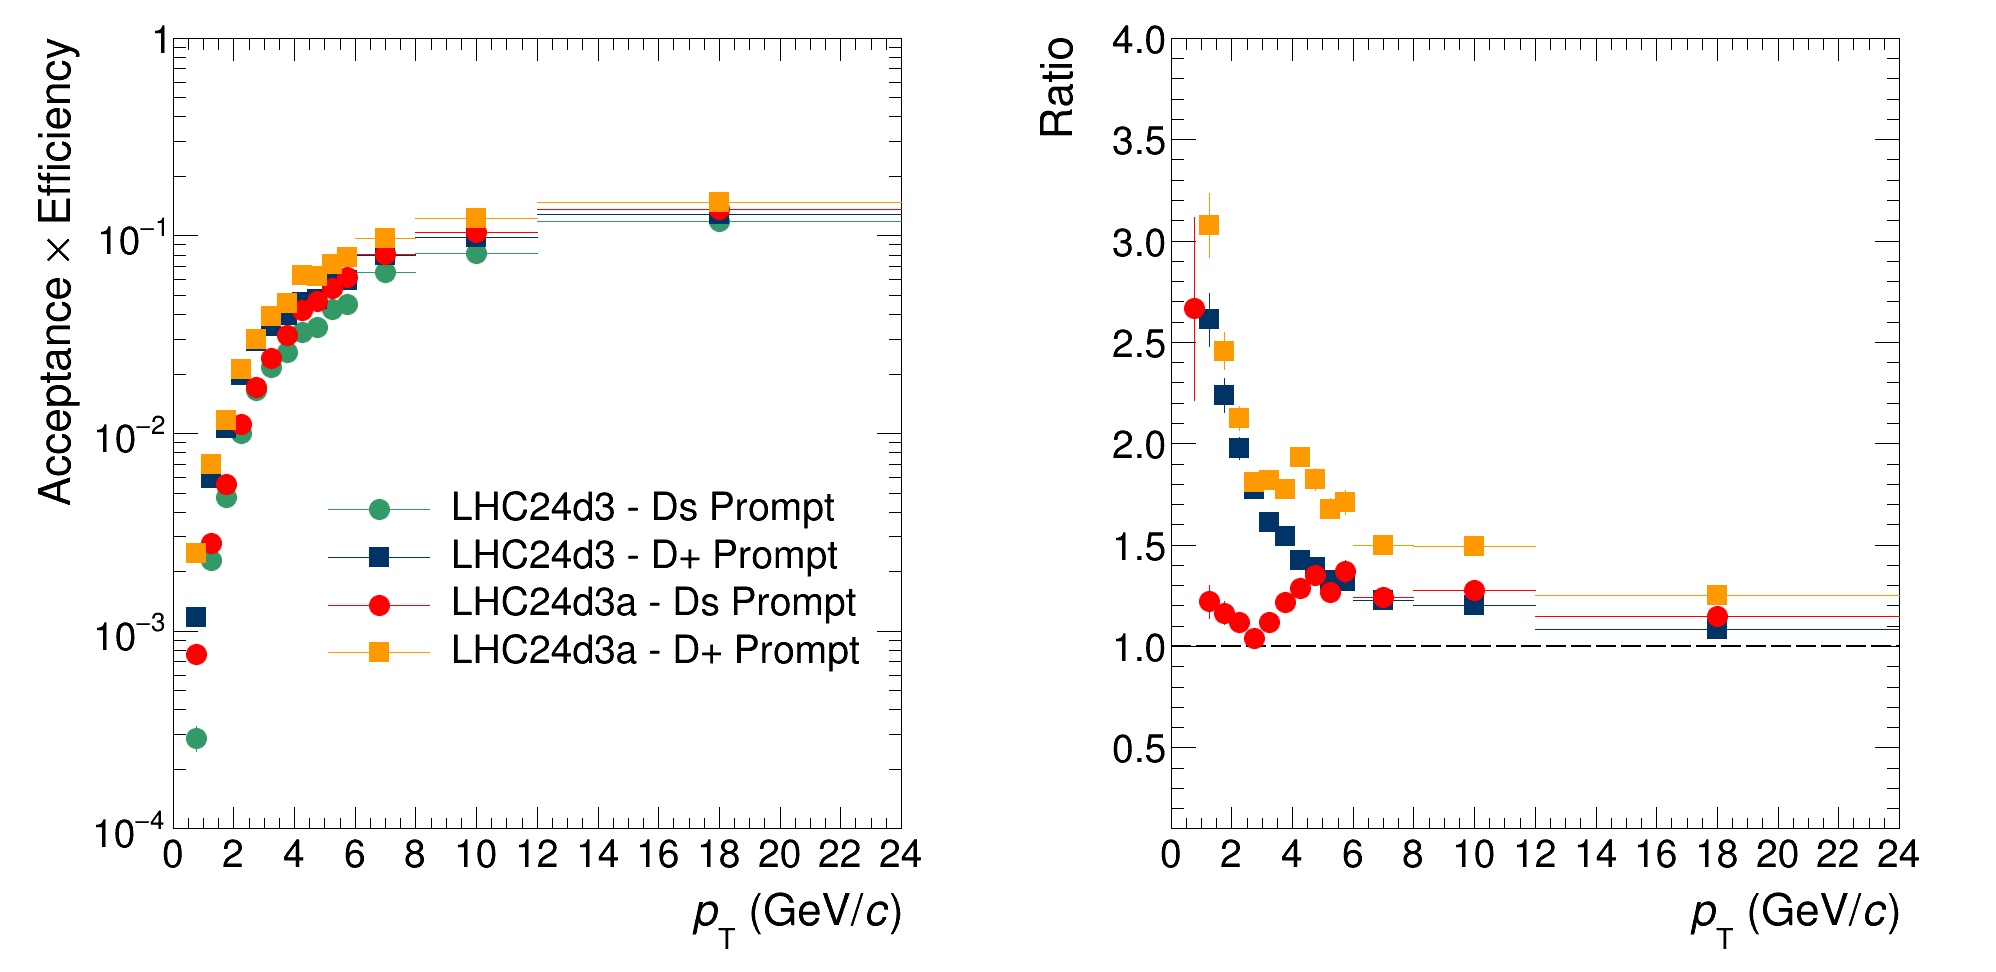 Acceptance × Efficiency
1
10⁻¹
10⁻²
10⁻³
10⁻⁴
LHC24d3 - Ds Prompt
LHC24d3 - D+ Prompt
LHC24d3a - Ds Prompt
LHC24d3a - D+ Prompt
0 2 4 6 8 10 12 14 16 18 20 22 24
p_T (GeV/c)
Ratio
4.0
3.5
3.0
2.5
2.0
1.5
1.0
0.5
0 2 4 6 8 10 12 14 16 18 20 22 24
p_T (GeV/c)